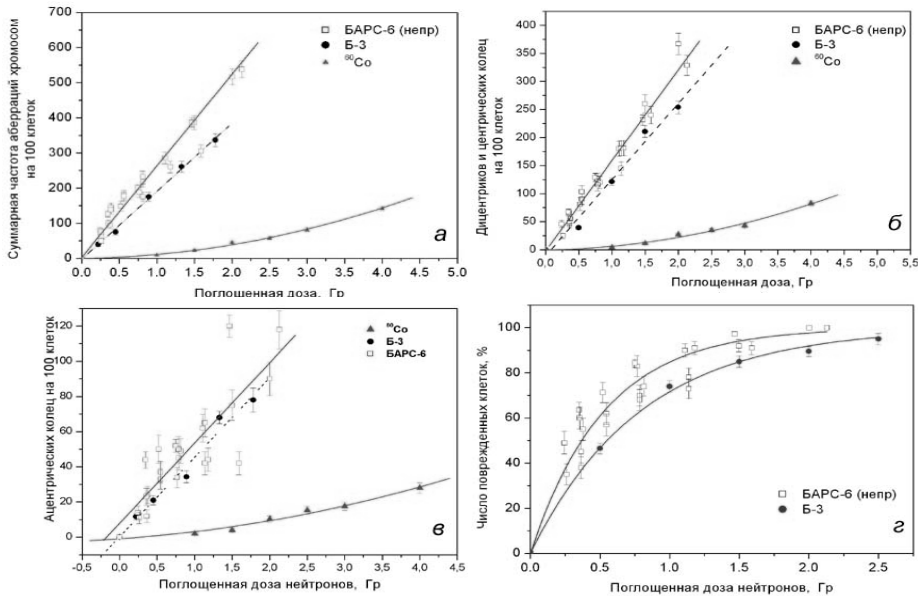 Суммарная частота аберраций хромосом
на 100 клеток
600
500
400
300
200
100
0
0,0 0,5 1,0 1,5 2,0 2,5 3,0 3,5 4,0 4,5 5,0
Поглощенная доза, Гр
БАРС-6 (непр)
Б-3
⁶⁰Co
а
Дицентриков и центрических колец
на 100 клеток
400
350
300
250
200
150
100
50
0
0,0 0,5 1,0 1,5 2,0 2,5 3,0 3,5 4,0 4,5 5,0 5,5
Поглощенная доза, Гр
БАРС-6 (непр)
Б-3
⁶⁰Co
б
Ацентрических колец на 100 клеток
120
100
80
60
40
20
0
-0,5 0,0 0,5 1,0 1,5 2,0 2,5 3,0 3,5 4,0 4,5
Поглощенная доза нейтронов, Гр
⁶⁰Co
Б-3
БАРС-6
в
Число поврежденных клеток, %
100
80
60
40
20
0
0.0 0.5 1.0 1.5 2.0 2.5
Поглощенная доза нейтронов, Гр
БАРС-6 (непр)
Б-3
г